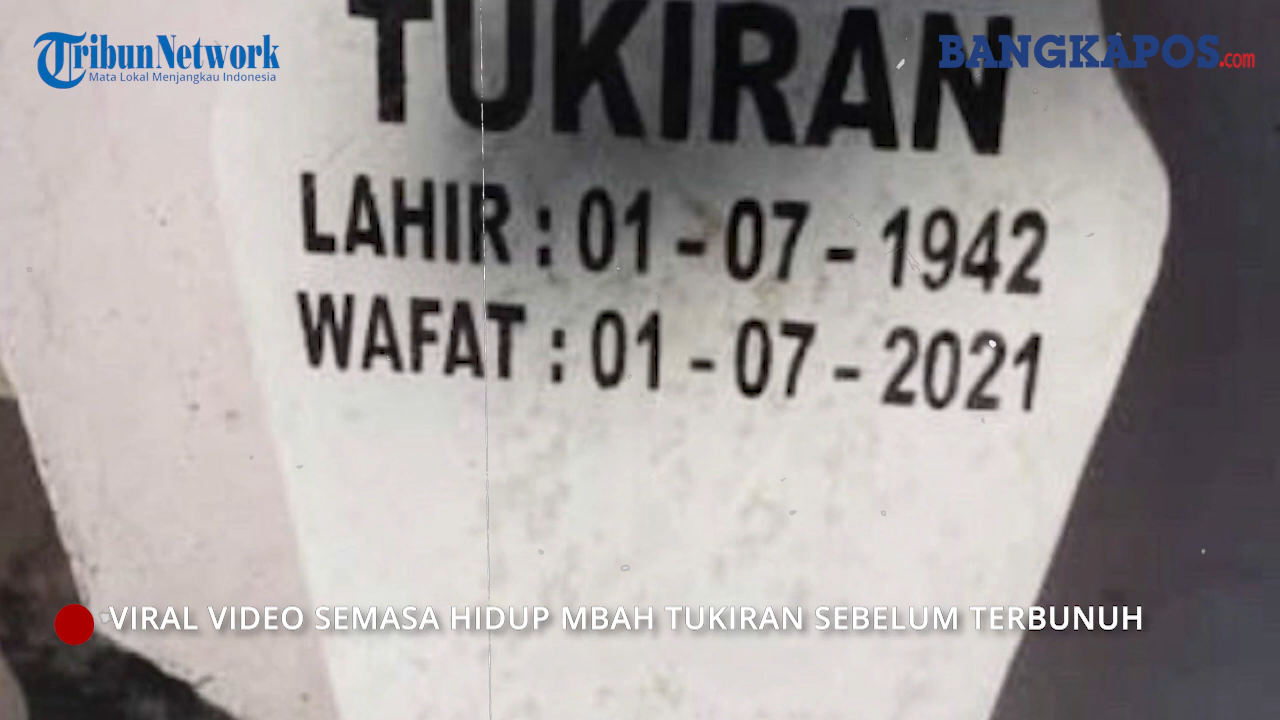 TribunNetwork
Mata Lokal Menjangkau Indonesia
BANGKAPOS.com
TUKIRAN
LAHIR : 01 - 07 - 1942
WAFAT : 01 - 07 - 2021
VIRAL VIDEO SEMASA HIDUP MBAH TUKIRAN SEBELUM TERBUNUH